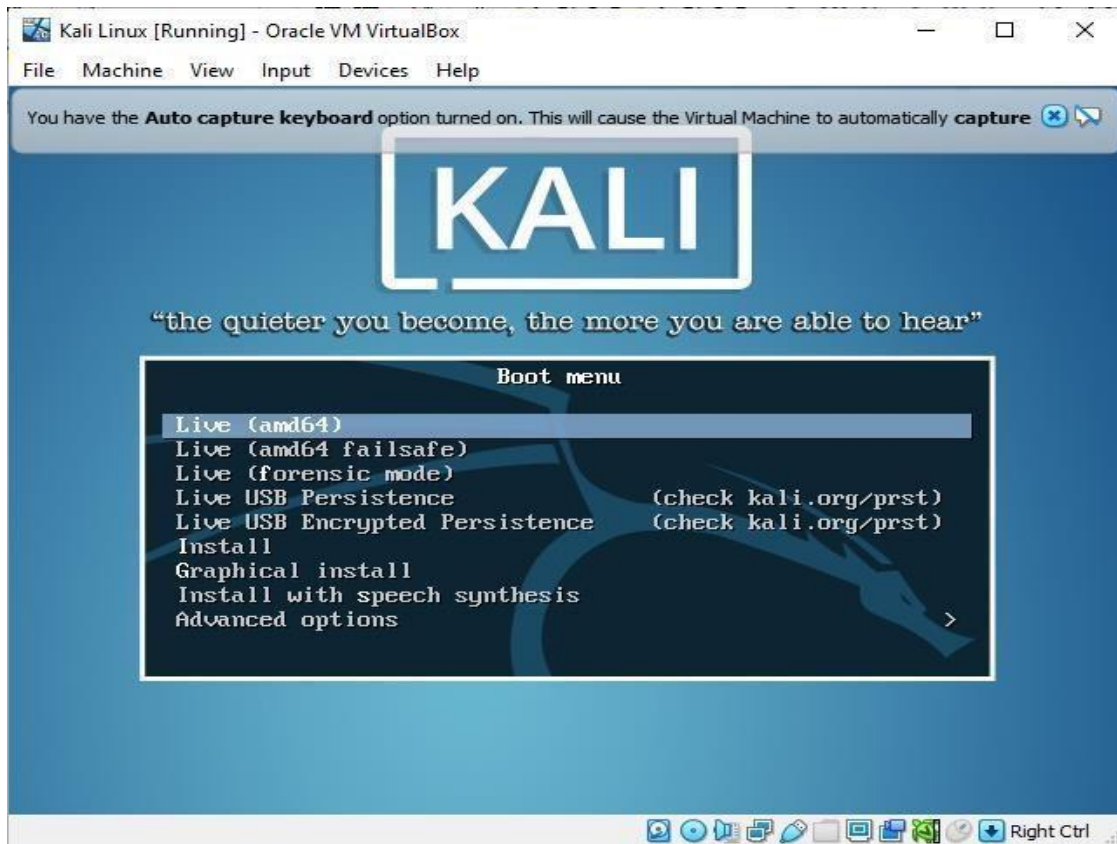 Kali Linux [Running] - Oracle VM VirtualBox
File Machine View Input Devices Help
You have the Auto capture keyboard option turned on. This will cause the Virtual Machine to automatically capture
KALI
“the quieter you become, the more you are able to hear”
Boot menu
Live (amd64)
Live (amd64 failsafe)
Live (forensic mode)
Live USB Persistence (check kali.org/prst)
Live USB Encrypted Persistence (check kali.org/prst)
Install
Graphical install
Install with speech synthesis
Advanced options >
Right Ctrl